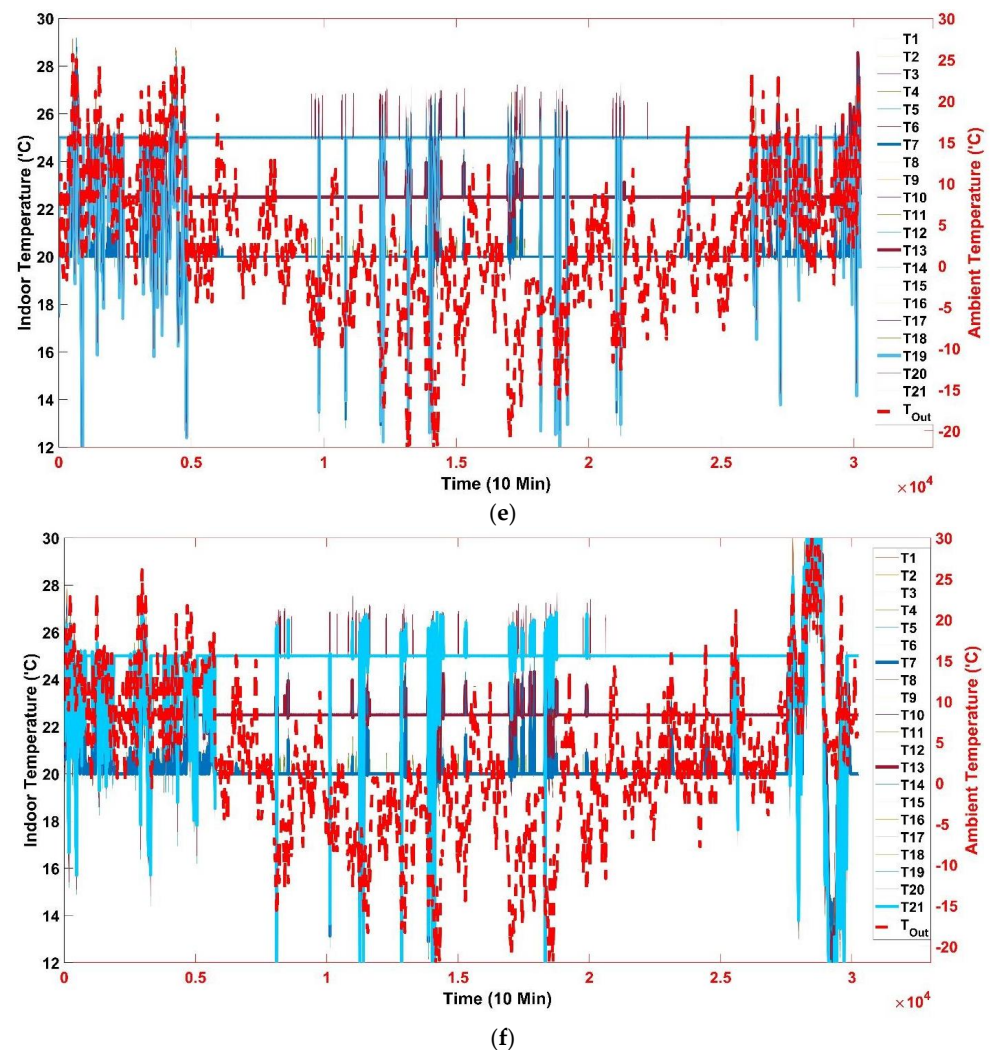 30
28
26
24
22
20
18
16
14
12
Indoor Temperature ('C)
0
0.5
1
1.5
2
2.5
3
×10⁴
Time (10 Min)
30
25
20
15
10
5
0
-5
-10
-15
-20
Ambient Temperature ('C)
T1
T2
T3
T4
T5
T6
T7
T8
T9
T10
T11
T12
T13
T14
T15
T16
T17
T18
T19
T20
T21
T_Out
(e)
30
28
26
24
22
20
18
16
14
12
Indoor Temperature ('C)
0
0.5
1
1.5
2
2.5
3
×10⁴
Time (10 Min)
30
25
20
15
10
5
0
-5
-10
-15
-20
Ambient Temperature ('C)
T1
T2
T3
T4
T5
T6
T7
T8
T9
T10
T11
T12
T13
T14
T15
T16
T17
T18
T19
T20
T21
T_Out
(f)